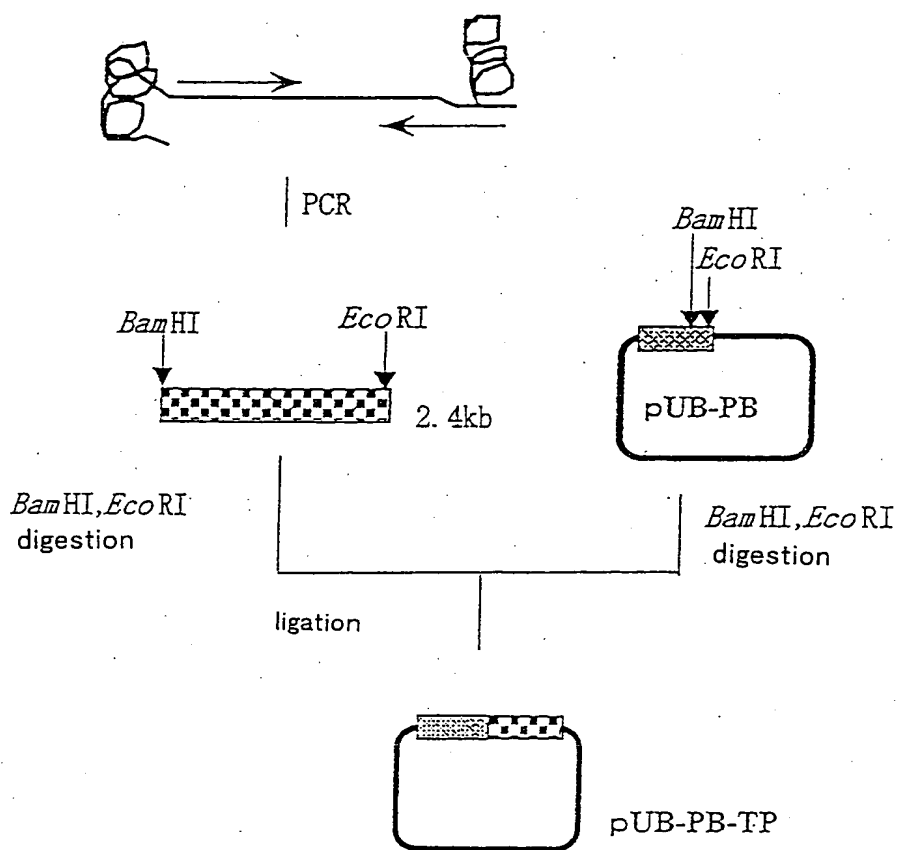 PCR
BamHI
EcoRI
BamHI
EcoRI
2.4kb
pUB-PB
BamHI,EcoRI
digestion
BamHI,EcoRI
digestion
ligation
pUB-PB-TP